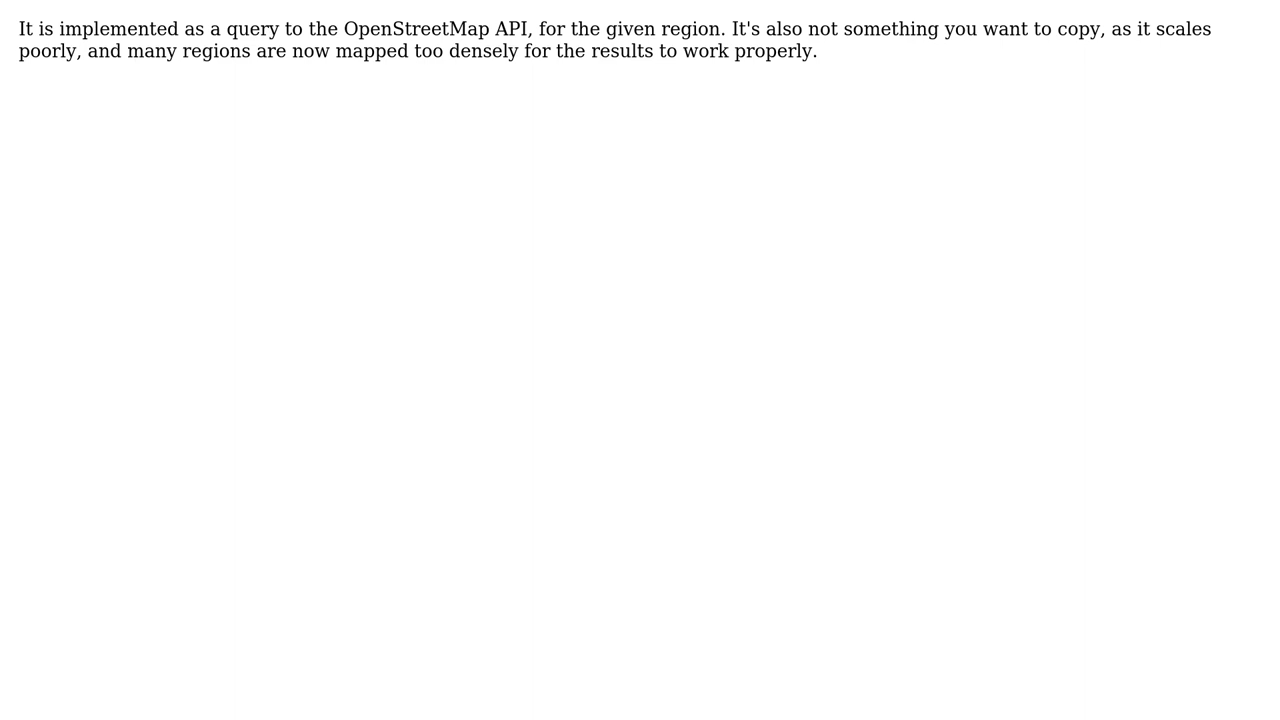 It is implemented as a query to the OpenStreetMap API, for the given region. It's also not something you want to copy, as it scales
poorly, and many regions are now mapped too densely for the results to work properly.